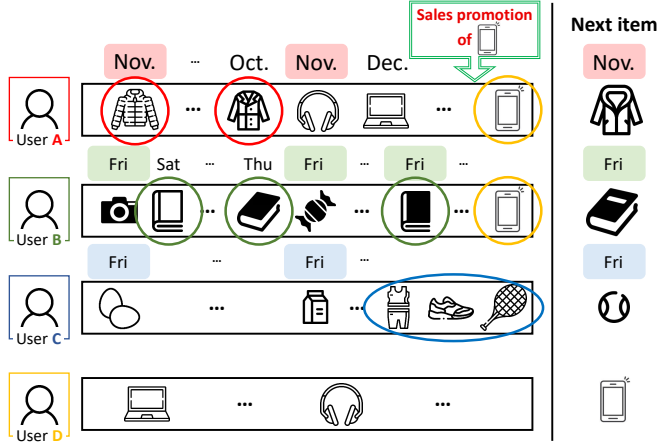 Sales promotion
of
Next item
Nov. ... Oct. Nov. Dec.
Nov.
...
...
User A
Fri Sat ... Thu Fri ... Fri ...
Fri
... ... ...
User B
Fri ... Fri ...
Fri
... ...
User C
... ...
User D